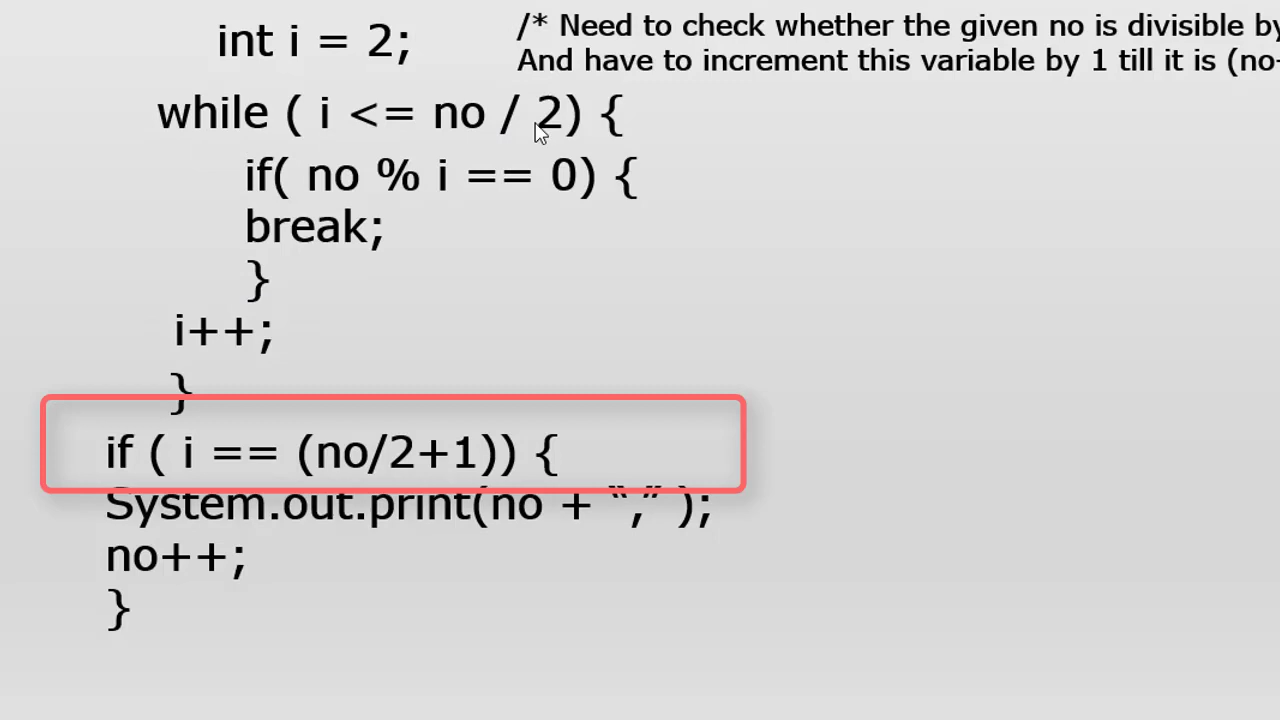 int i = 2;
/* Need to check whether the given no is divisible by
And have to increment this variable by 1 till it is (no-
while ( i <= no / 2) {
if( no % i == 0) {
break;
}
i++;
}
if ( i == (no/2+1)) {
System.out.print(no + “,” );
no++;
}